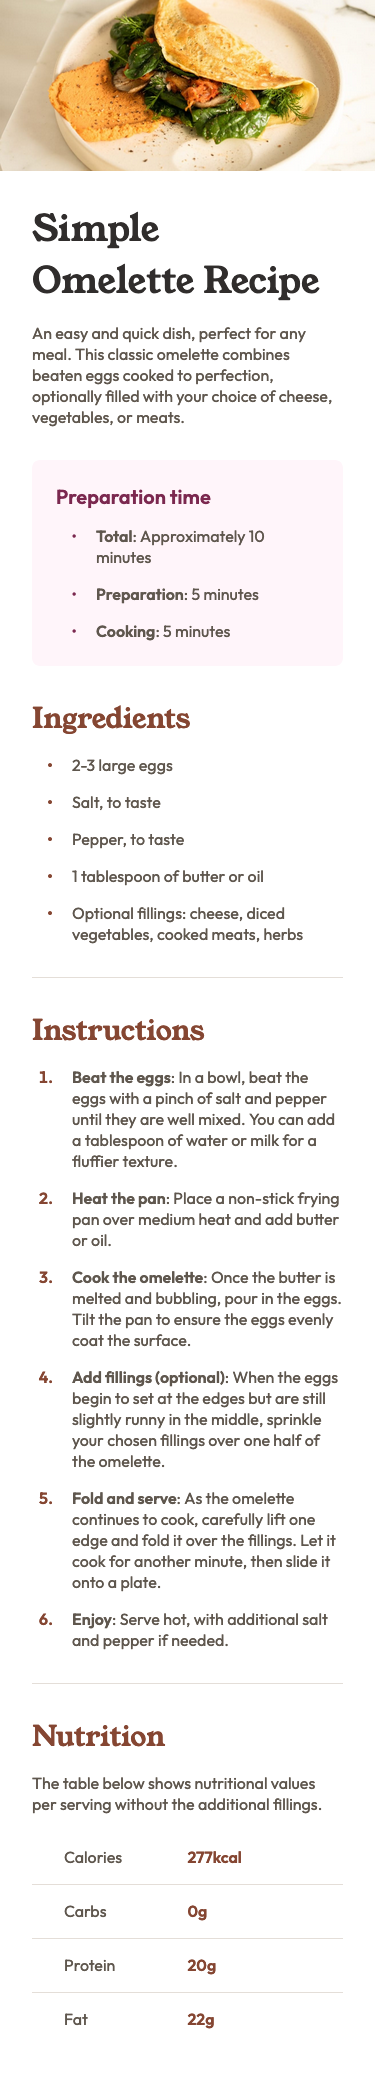 Simple
Omelette Recipe
An easy and quick dish, perfect for any
meal. This classic omelette combines
beaten eggs cooked to perfection,
optionally filled with your choice of cheese,
vegetables, or meats.
Preparation time
• Total: Approximately 10
minutes
• Preparation: 5 minutes
• Cooking: 5 minutes
Ingredients
• 2-3 large eggs
• Salt, to taste
• Pepper, to taste
• 1 tablespoon of butter or oil
• Optional fillings: cheese, diced
vegetables, cooked meats, herbs
Instructions
1. Beat the eggs: In a bowl, beat the
eggs with a pinch of salt and pepper
until they are well mixed. You can add
a tablespoon of water or milk for a
fluffier texture.
2. Heat the pan: Place a non-stick frying
pan over medium heat and add butter
or oil.
3. Cook the omelette: Once the butter is
melted and bubbling, pour in the eggs.
Tilt the pan to ensure the eggs evenly
coat the surface.
4. Add fillings (optional): When the eggs
begin to set at the edges but are still
slightly runny in the middle, sprinkle
your chosen fillings over one half of
the omelette.
5. Fold and serve: As the omelette
continues to cook, carefully lift one
edge and fold it over the fillings. Let it
cook for another minute, then slide it
onto a plate.
6. Enjoy: Serve hot, with additional salt
and pepper if needed.
Nutrition
The table below shows nutritional values
per serving without the additional fillings.
Calories 277kcal
Carbs 0g
Protein 20g
Fat 22g